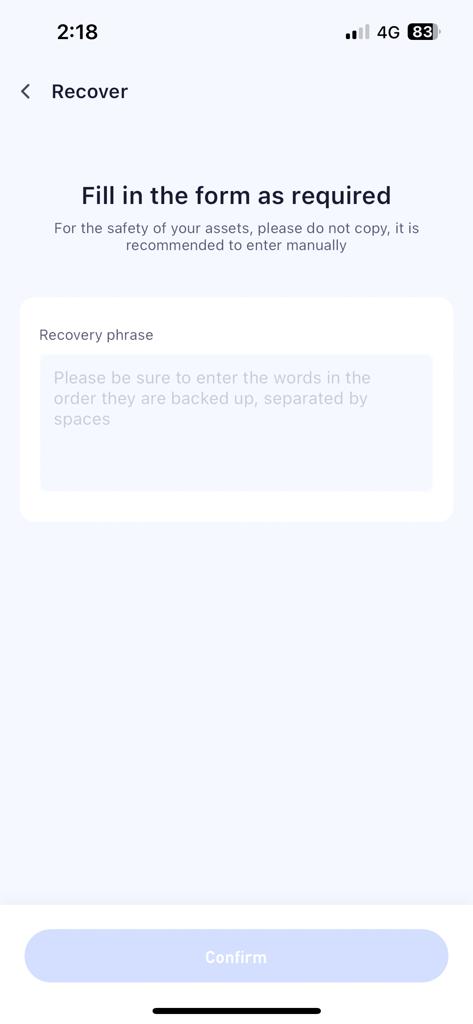 2:18
4G
83
Recover
Fill in the form as required
For the safety of your assets, please do not copy, it is
recommended to enter manually
Recovery phrase
Please be sure to enter the words in the
order they are backed up, separated by
spaces
Confirm